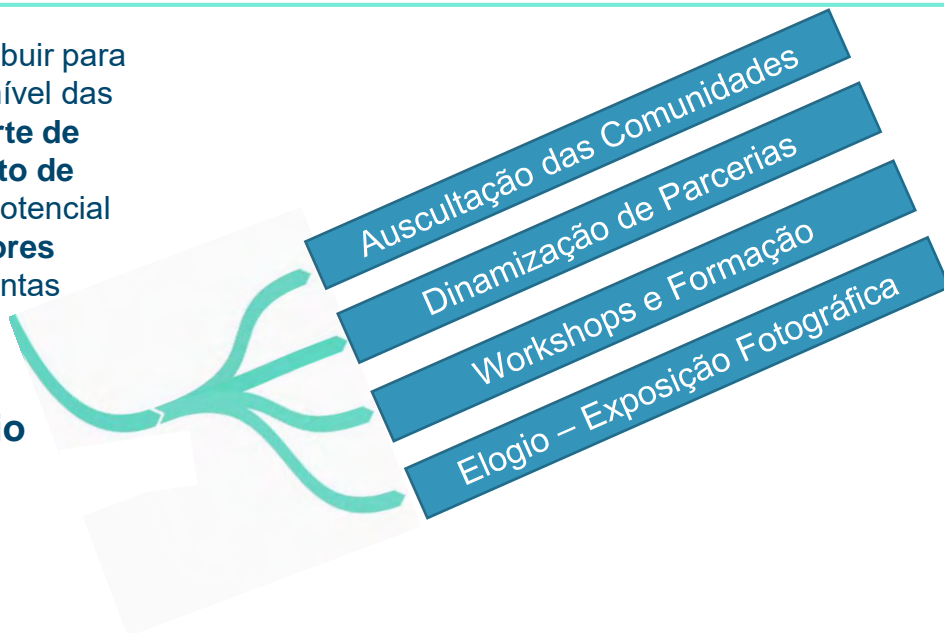 buir para
nível das
rte de
to de
otencial
ores
ntas
io
Auscultação das Comunidades
Dinamização de Parcerias
Workshops e Formação
Elogio – Exposição Fotográfica